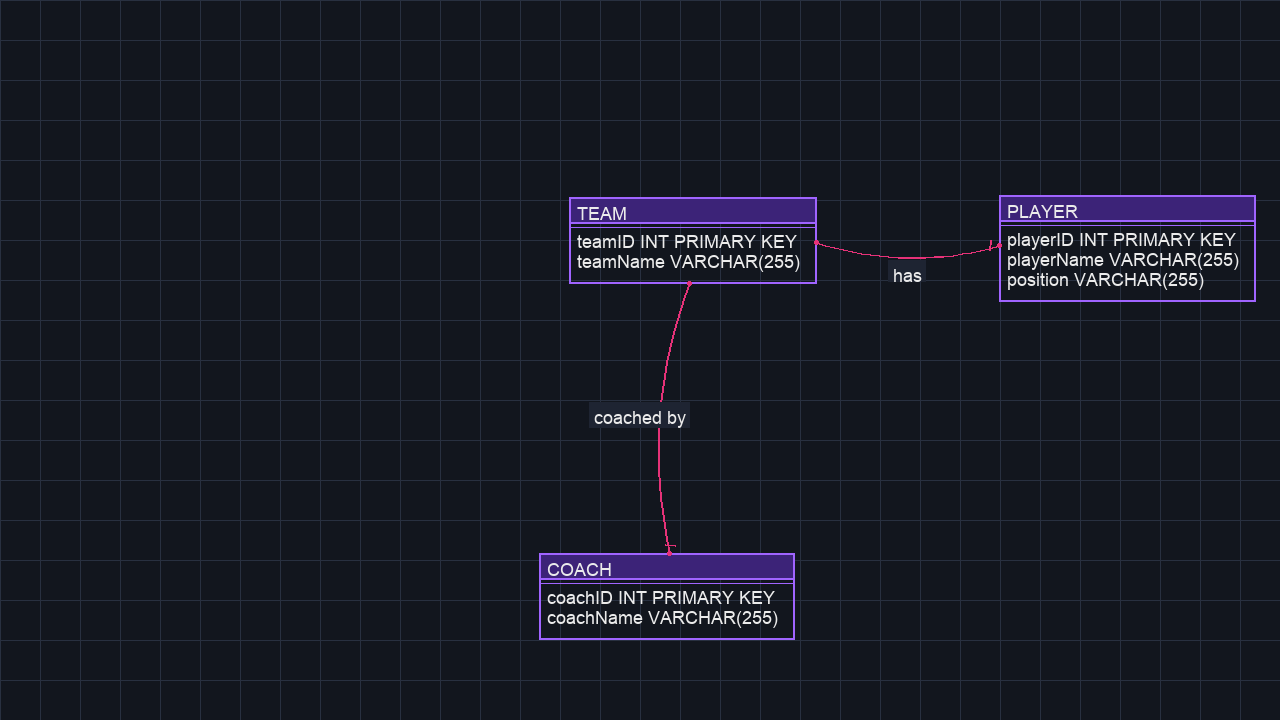 TEAM
teamID INT PRIMARY KEY
teamName VARCHAR(255)
PLAYER
playerID INT PRIMARY KEY
playerName VARCHAR(255)
position VARCHAR(255)
has
coached by
COACH
coachID INT PRIMARY KEY
coachName VARCHAR(255)